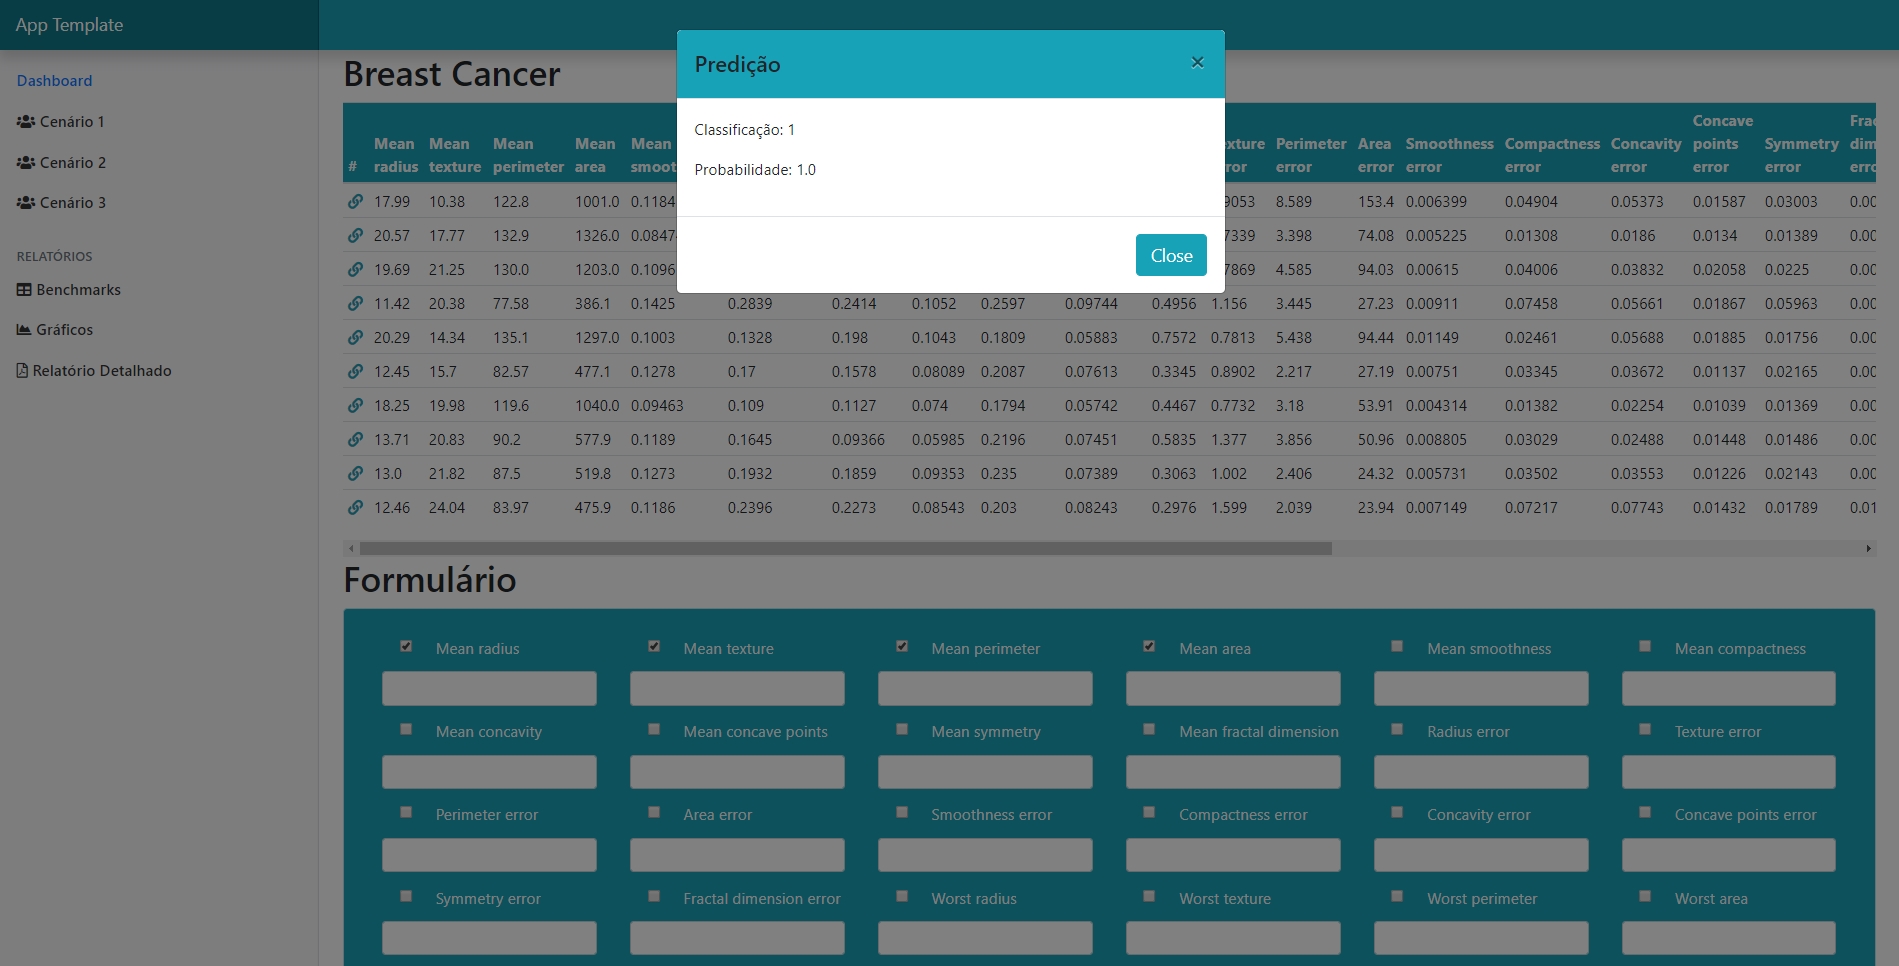 App Template
Dashboard
Cenário 1
Cenário 2
Cenário 3
RELATÓRIOS
Benchmarks
Gráficos
Relatório Detalhado
Breast Cancer
Predição ×
Classificação: 1
Probabilidade: 1.0
Close
# Mean radius Mean texture Mean perimeter Mean area Mean Perimeter error Area error Smoothness error Compactness error Concavity error Concave points error Symmetry error
17.99 10.38 122.8 1001.0 0.1184 8.589 153.4 0.006399 0.04904 0.05373 0.01587 0.03003
20.57 17.77 132.9 1326.0 3.398 74.08 0.005225 0.01308 0.0186 0.0134 0.01389
19.69 21.25 130.0 1203.0 0.1096 4.585 94.03 0.00615 0.04006 0.03832 0.02058 0.0225
11.42 20.38 77.58 386.1 0.1425 0.2839 0.2414 0.1052 0.2597 0.09744 0.4956 1.156 3.445 27.23 0.00911 0.07458 0.05661 0.01867 0.05963 0.00
20.29 14.34 135.1 1297.0 0.1003 0.1328 0.198 0.1043 0.1809 0.05883 0.7572 0.7813 5.438 94.44 0.01149 0.02461 0.05688 0.01885 0.01756 0.00
12.45 15.7 82.57 477.1 0.1278 0.17 0.1578 0.08089 0.2087 0.07613 0.3345 0.8902 2.217 27.19 0.00751 0.03345 0.03672 0.01137 0.02165 0.00
18.25 19.98 119.6 1040.0 0.09463 0.109 0.1127 0.074 0.1794 0.05742 0.4467 0.7732 3.18 53.91 0.004314 0.01382 0.02254 0.01039 0.01369 0.00
13.71 20.83 90.2 577.9 0.1189 0.1645 0.09366 0.05985 0.2196 0.07451 0.5835 1.377 3.856 50.96 0.008805 0.03029 0.02488 0.01448 0.01486 0.00
13.0 21.82 87.5 519.8 0.1273 0.1932 0.1859 0.09353 0.235 0.07389 0.3063 1.002 2.406 24.32 0.005731 0.03502 0.03553 0.01226 0.02143 0.00
12.46 24.04 83.97 475.9 0.1186 0.2396 0.2273 0.08543 0.203 0.08243 0.2976 1.599 2.039 23.94 0.007149 0.07217 0.07743 0.01432 0.01789 0.01
Formulário
Mean radius Mean texture Mean perimeter Mean area Mean smoothness Mean compactness
Mean concavity Mean concave points Mean symmetry Mean fractal dimension Radius error Texture error
Perimeter error Area error Smoothness error Compactness error Concavity error Concave points error
Symmetry error Fractal dimension error Worst radius Worst texture Worst perimeter Worst area